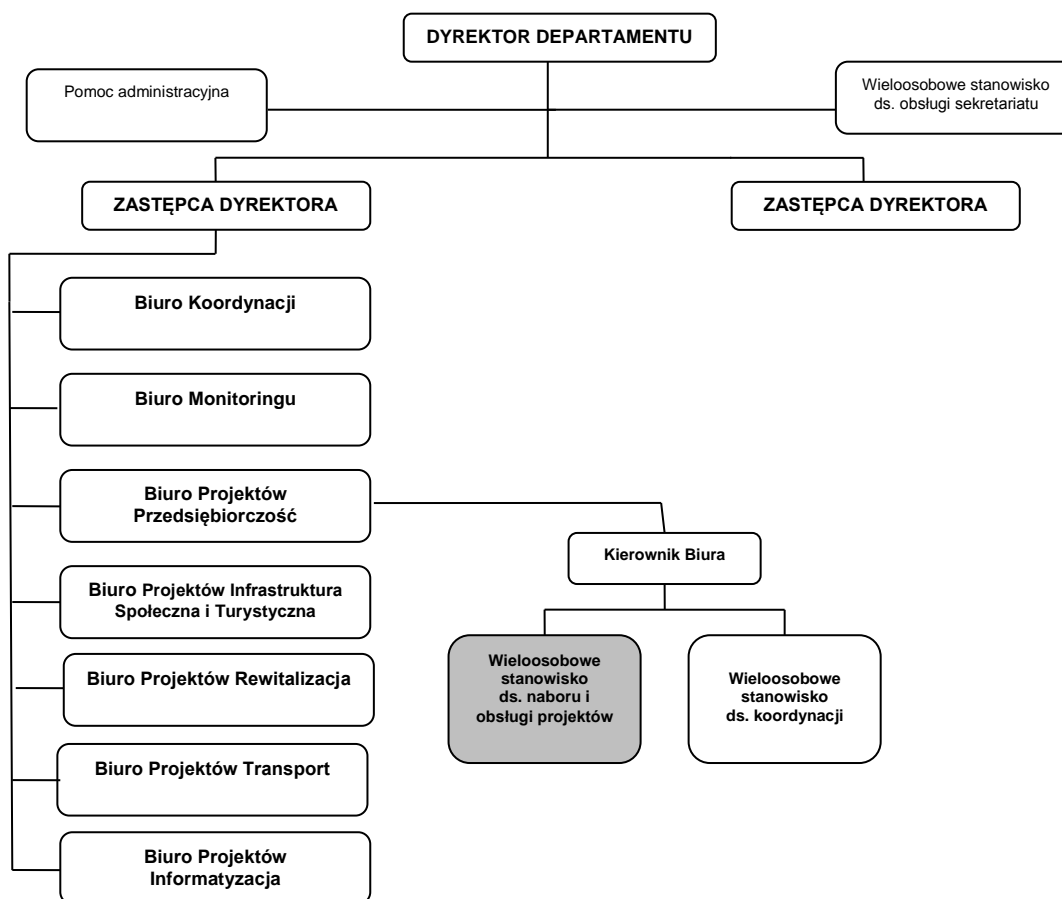 DYREKTOR DEPARTAMENTU
Pomoc administracyjna
Wieloosobowe stanowisko
ds. obsługi sekretariatu
ZASTĘPCA DYREKTORA
ZASTĘPCA DYREKTORA
Biuro Koordynacji
Biuro Monitoringu
Biuro Projektów
Przedsiębiorczość
Kierownik Biura
Biuro Projektów Infrastruktura
Społeczna i Turystyczna
Wieloosobowe
stanowisko
ds. naboru i
obsługi projektów
Wieloosobowe
stanowisko
ds. koordynacji
Biuro Projektów Rewitalizacja
Biuro Projektów Transport
Biuro Projektów
Informatyzacja